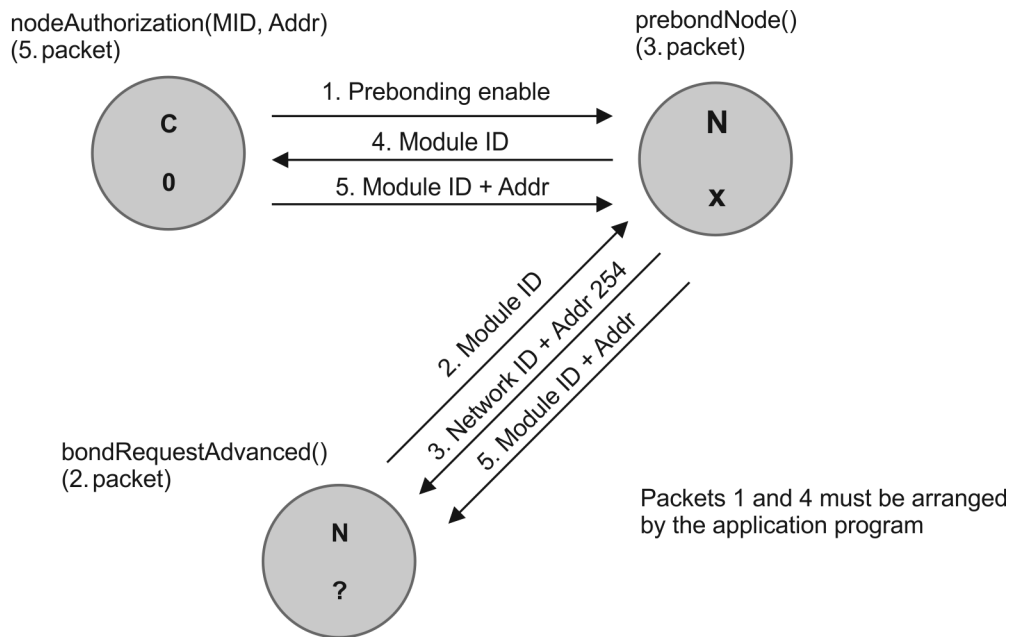 nodeAuthorization(MID, Addr)
(5. packet)
prebondNode()
(3. packet)
C
0
1. Prebonding enable
4. Module ID
5. Module ID + Addr
N
x
2. Module ID
3. Network ID + Addr 254
5. Module ID + Addr
bondRequestAdvanced()
(2. packet)
N
?
Packets 1 and 4 must be arranged
by the application program